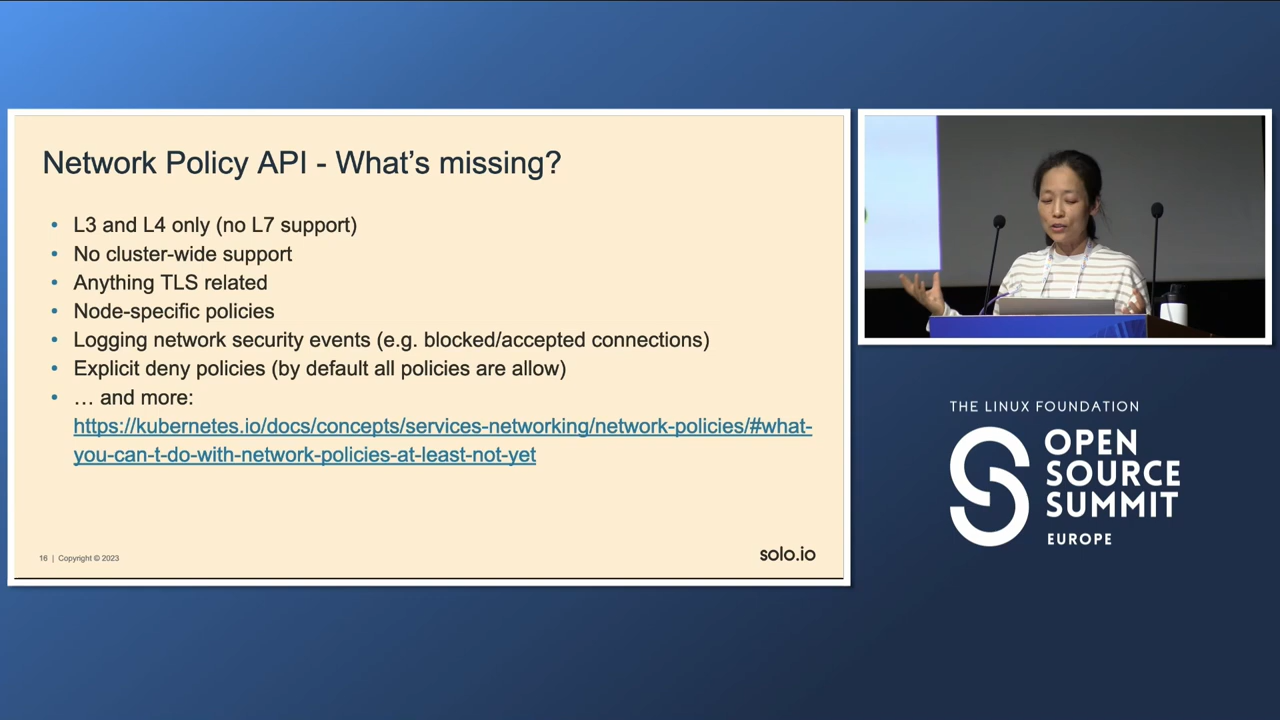 Network Policy API - What's missing?
• L3 and L4 only (no L7 support)
• No cluster-wide support
• Anything TLS related
• Node-specific policies
• Logging network security events (e.g. blocked/accepted connections)
• Explicit deny policies (by default all policies are allow)
• … and more:
https://kubernetes.io/docs/concepts/services-networking/network-policies/#what-
you-can-t-do-with-network-policies-at-least-not-yet
16 | Copyright © 2023
solo.io
THE LINUX FOUNDATION
OPEN
SOURCE
SUMMIT
EUROPE